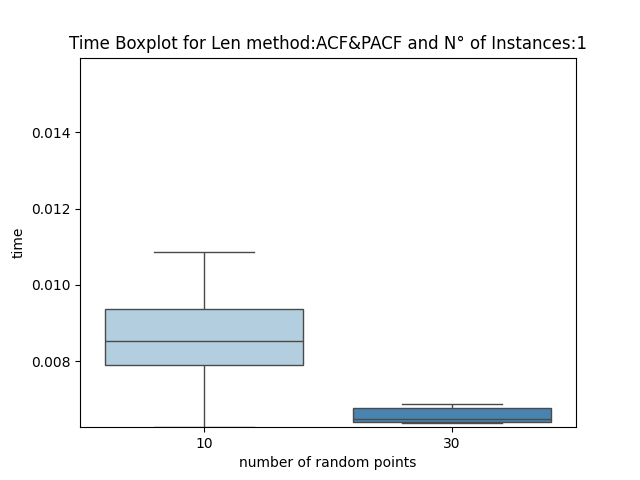 Time Boxplot for Len method:ACF&PACF and N° of Instances:1
0.014
0.012
0.010
0.008
time
10
30
number of random points